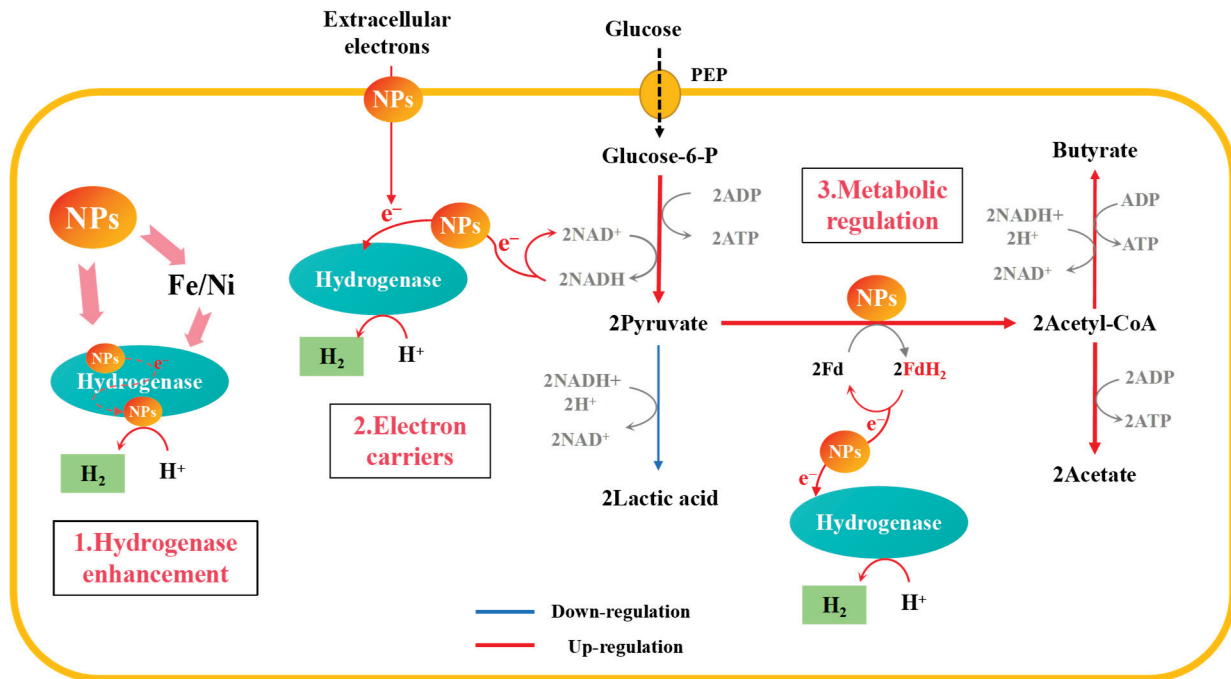 Extracellular
electrons
Glucose
PEP
NPs
Glucose-6-P
2ADP
2ATP
3.Metabolic
regulation
Butyrate
2NADH+
2H⁺
2NAD⁺
ADP
ATP
NPs
Fe/Ni
e⁻
NPs
e⁻
2NAD⁺
2NADH
Hydrogenase
H₂
H⁺
NPs
e⁻
Hydrogenase
NPs
H₂
H⁺
1.Hydrogenase
enhancement
2.Electron
carriers
2Pyruvate
NPs
2Acetyl-CoA
2Fd
2FdH₂
2NADH+
2H⁺
2NAD⁺
2Lactic acid
e⁻
NPs
e⁻
Hydrogenase
H₂
H⁺
2ADP
2ATP
2Acetate
Down-regulation
Up-regulation